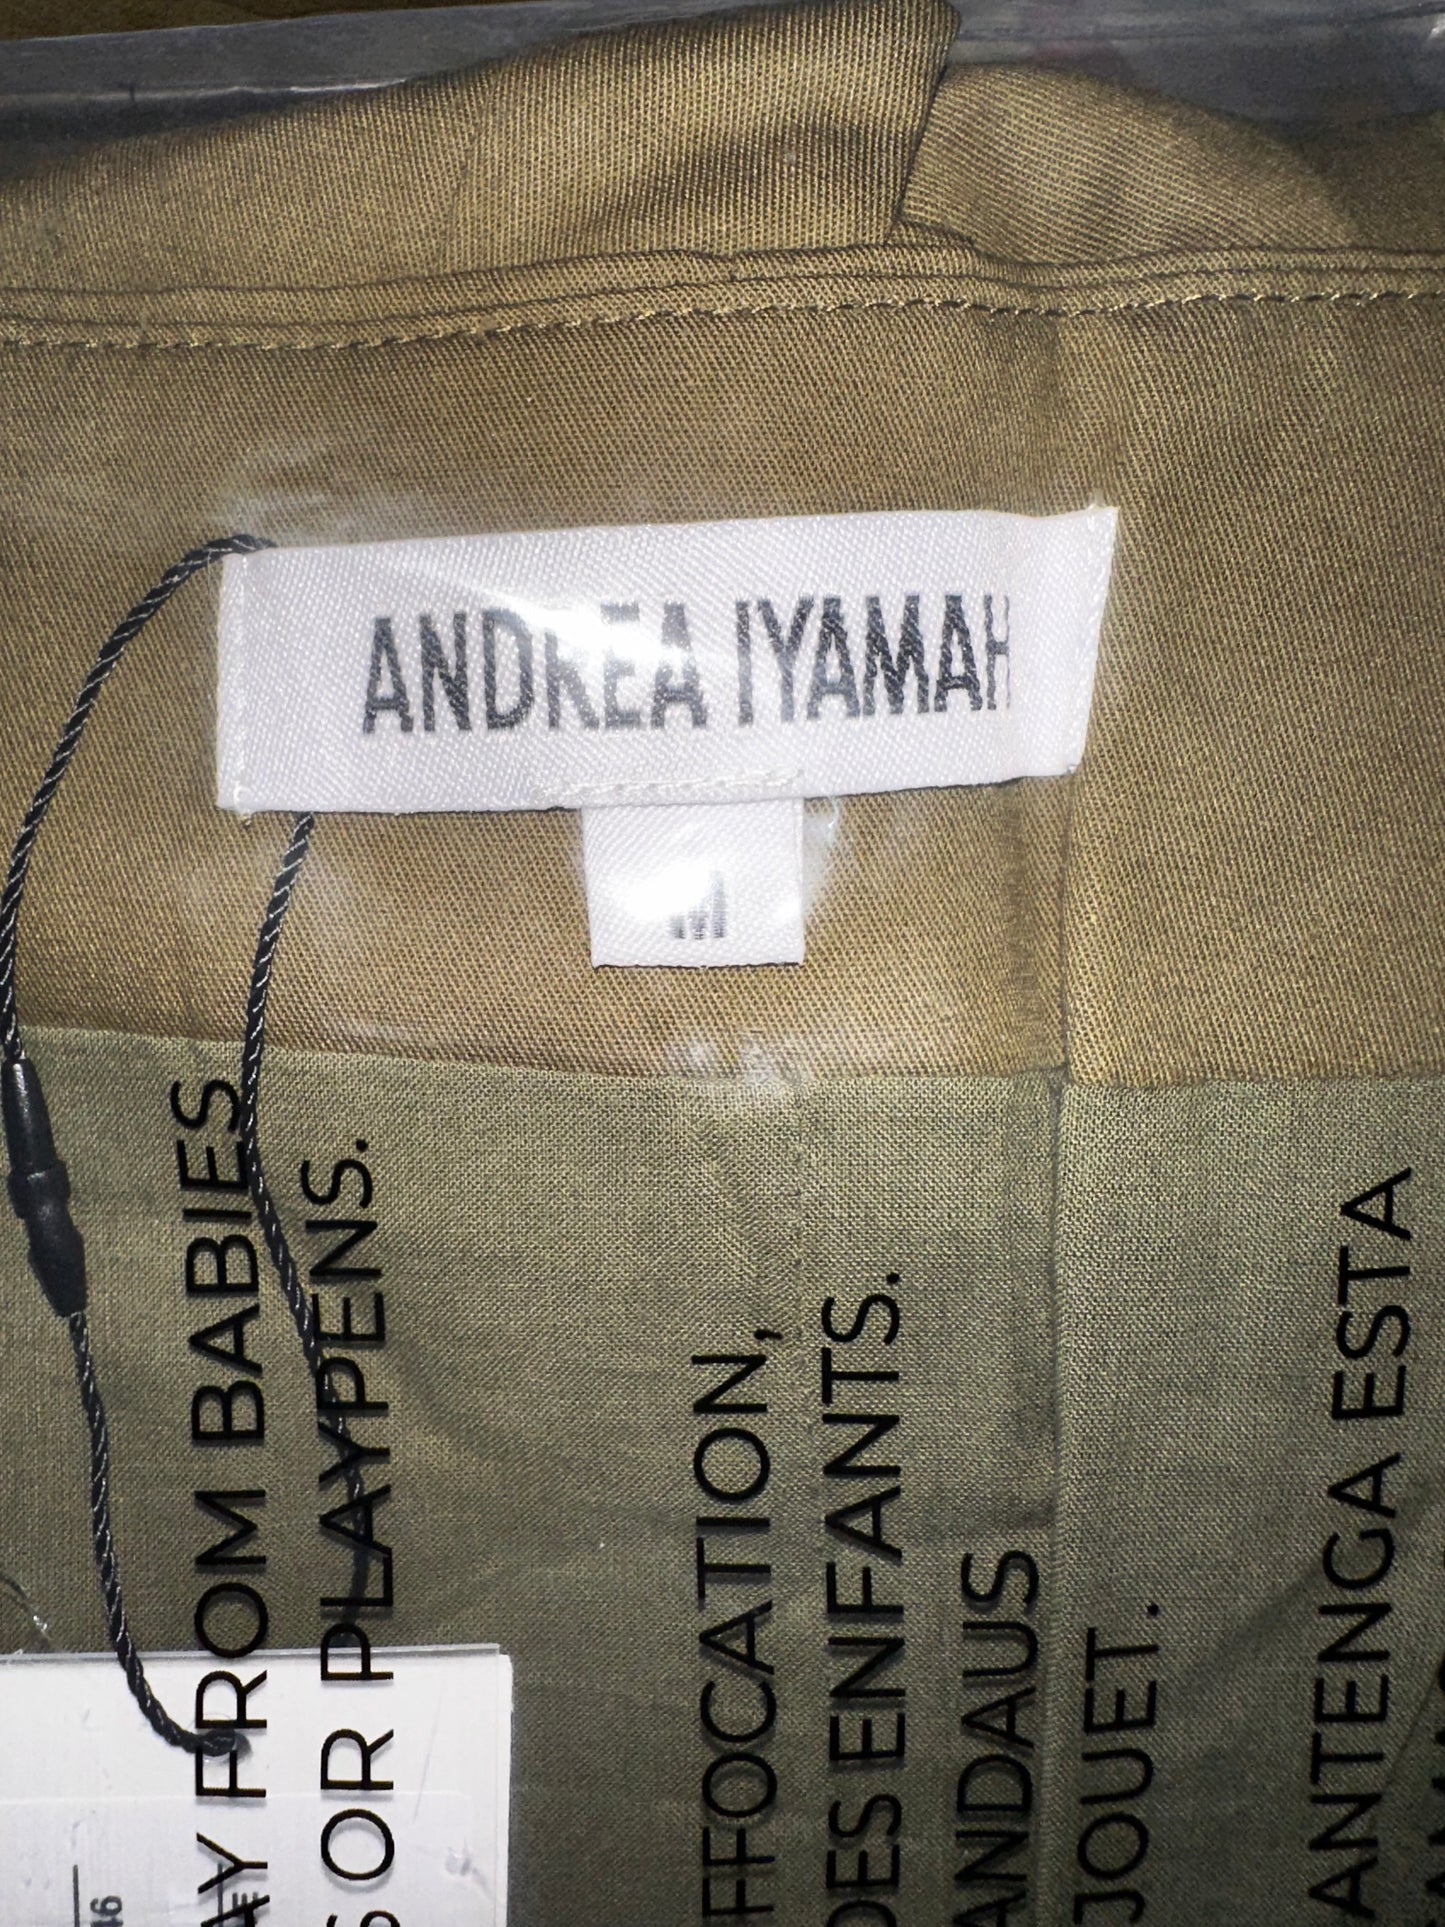 ANDREA IYAMAH
M
FROM BABIES
OR PLAYPENS.
FFOCATION,
DES ENFANTS.
ANDAUS
JOUET.
ANTENGA ESTA